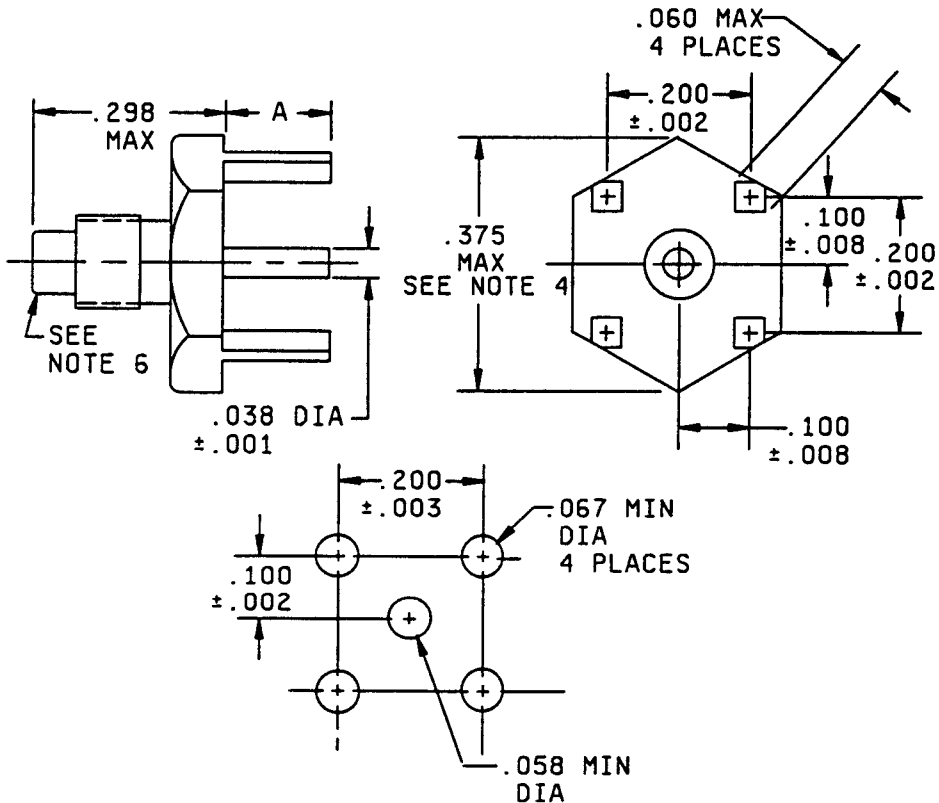 .060 MAX
4 PLACES
.298
MAX
A
.200
±.002
.375
MAX
SEE NOTE 4
.100
±.008
.200
±.002
SEE
NOTE 6
.038 DIA
±.001
.100
±.008
.200
±.003
.067 MIN
DIA
4 PLACES
.100
±.002
.058 MIN
DIA